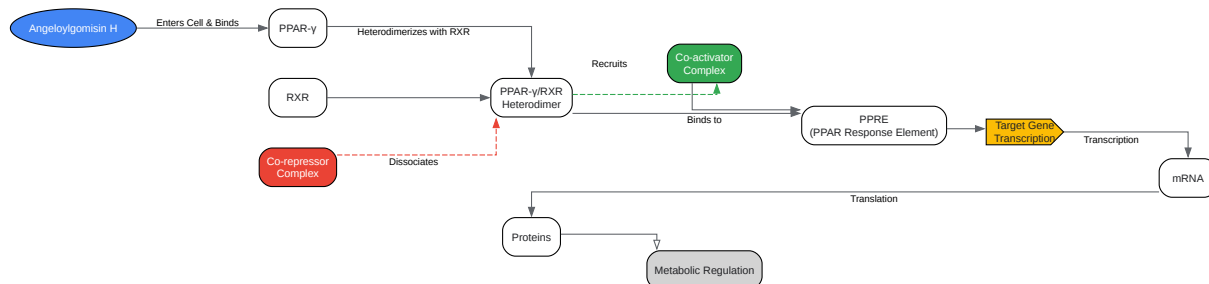 Angeloylgomisin H
Enters Cell & Binds
PPAR-γ
Heterodimerizes with RXR
RXR
Co-repressor
Complex
Dissociates
PPAR-γ/RXR
Heterodimer
Recruits
Co-activator
Complex
Binds to
PPRE
(PPAR Response Element)
Target Gene
Transcription
Transcription
mRNA
Translation
Proteins
Metabolic Regulation